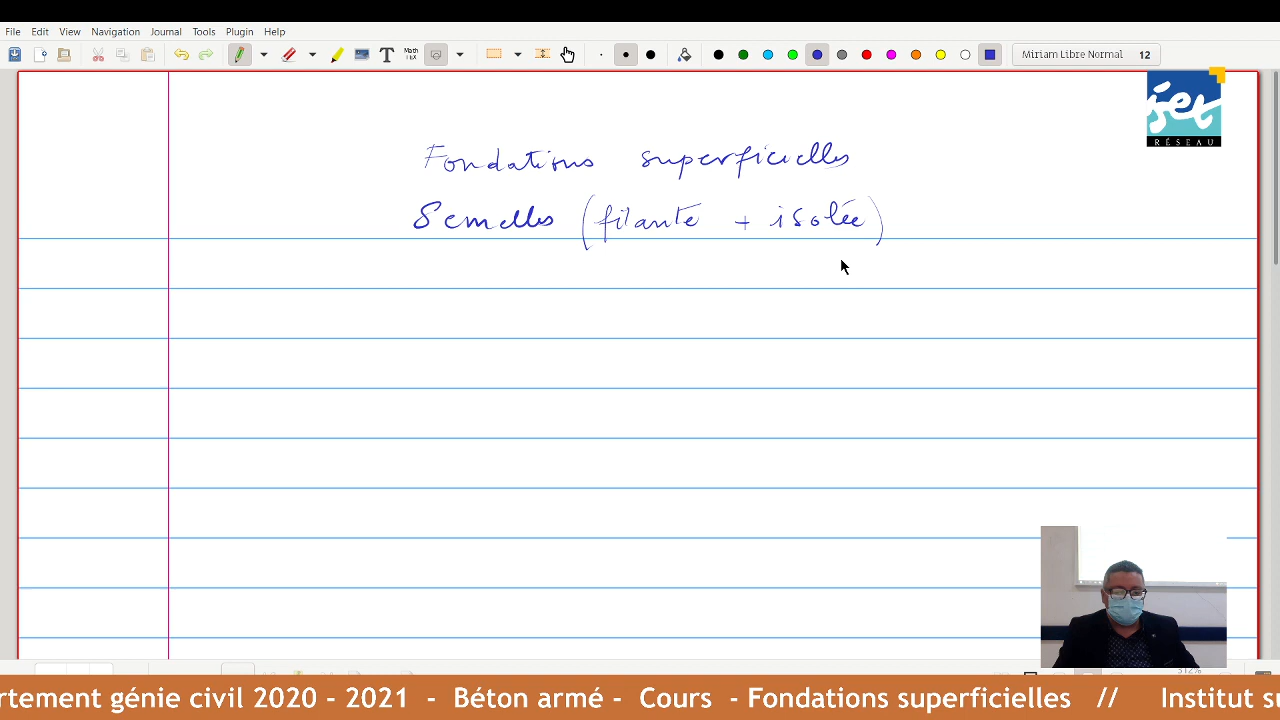 File Edit View Navigation Journal Tools Plugin Help
Miriam Libre Normal 12
iset
RÉSEAU
Fondations superficielles
Semelles (filante + isolée)
rtement génie civil 2020 - 2021 - Béton armé - Cours - Fondations superficielles // Institut su